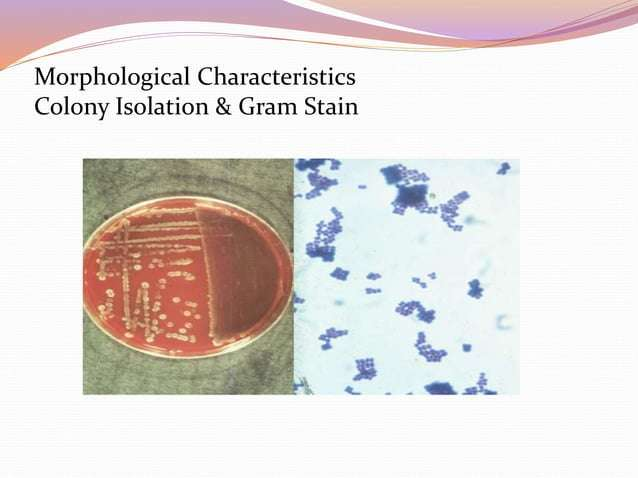 Morphological Characteristics
Colony Isolation & Gram Stain